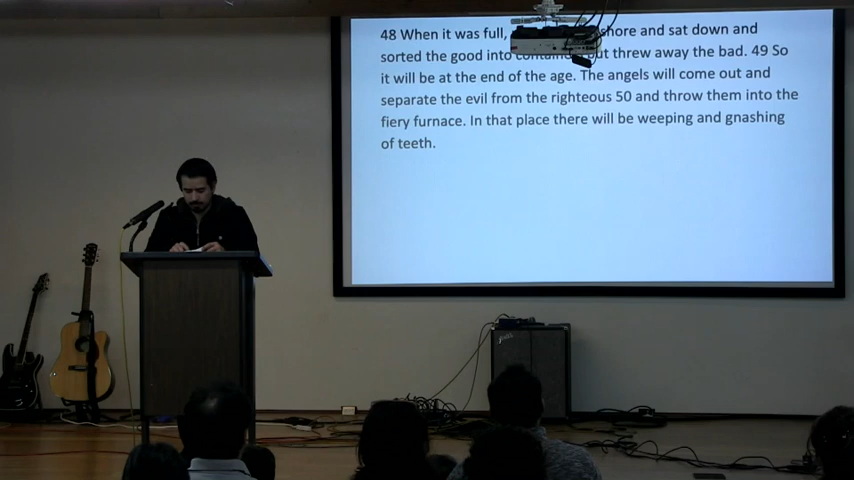 48 When it was full, shore and sat down and
sorted the good into but threw away the bad. 49 So
it will be at the end of the age. The angels will come out and
separate the evil from the righteous 50 and throw them into the
fiery furnace. In that place there will be weeping and gnashing
of teeth.